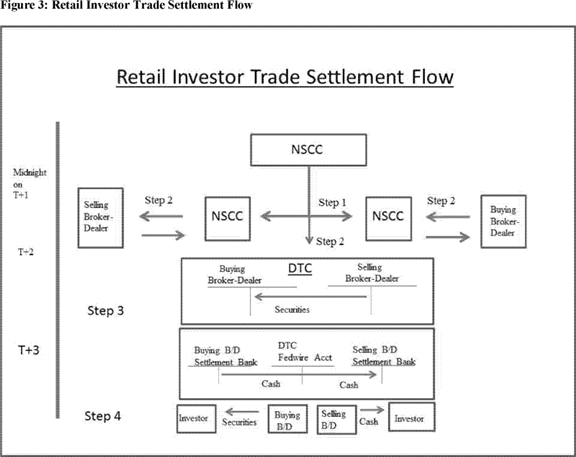 Figure 3: Retail Investor Trade Settlement Flow
Retail Investor Trade Settlement Flow
NSCC
Midnight
on
T+1
Selling
Broker-
Dealer
Step 2
NSCC
Step 1
Step 2
NSCC
Step 2
Buying
Broker-
Dealer
T+2
DTC
Buying
Broker-Dealer
Selling
Broker-Dealer
Securities
Step 3
T+3
Buying B/D
Settlement Bank
DTC
Fedwire Acct
Selling B/D
Settlement Bank
Cash
Cash
Step 4
Investor
Securities
Buying
B/D
Selling
B/D
Cash
Investor